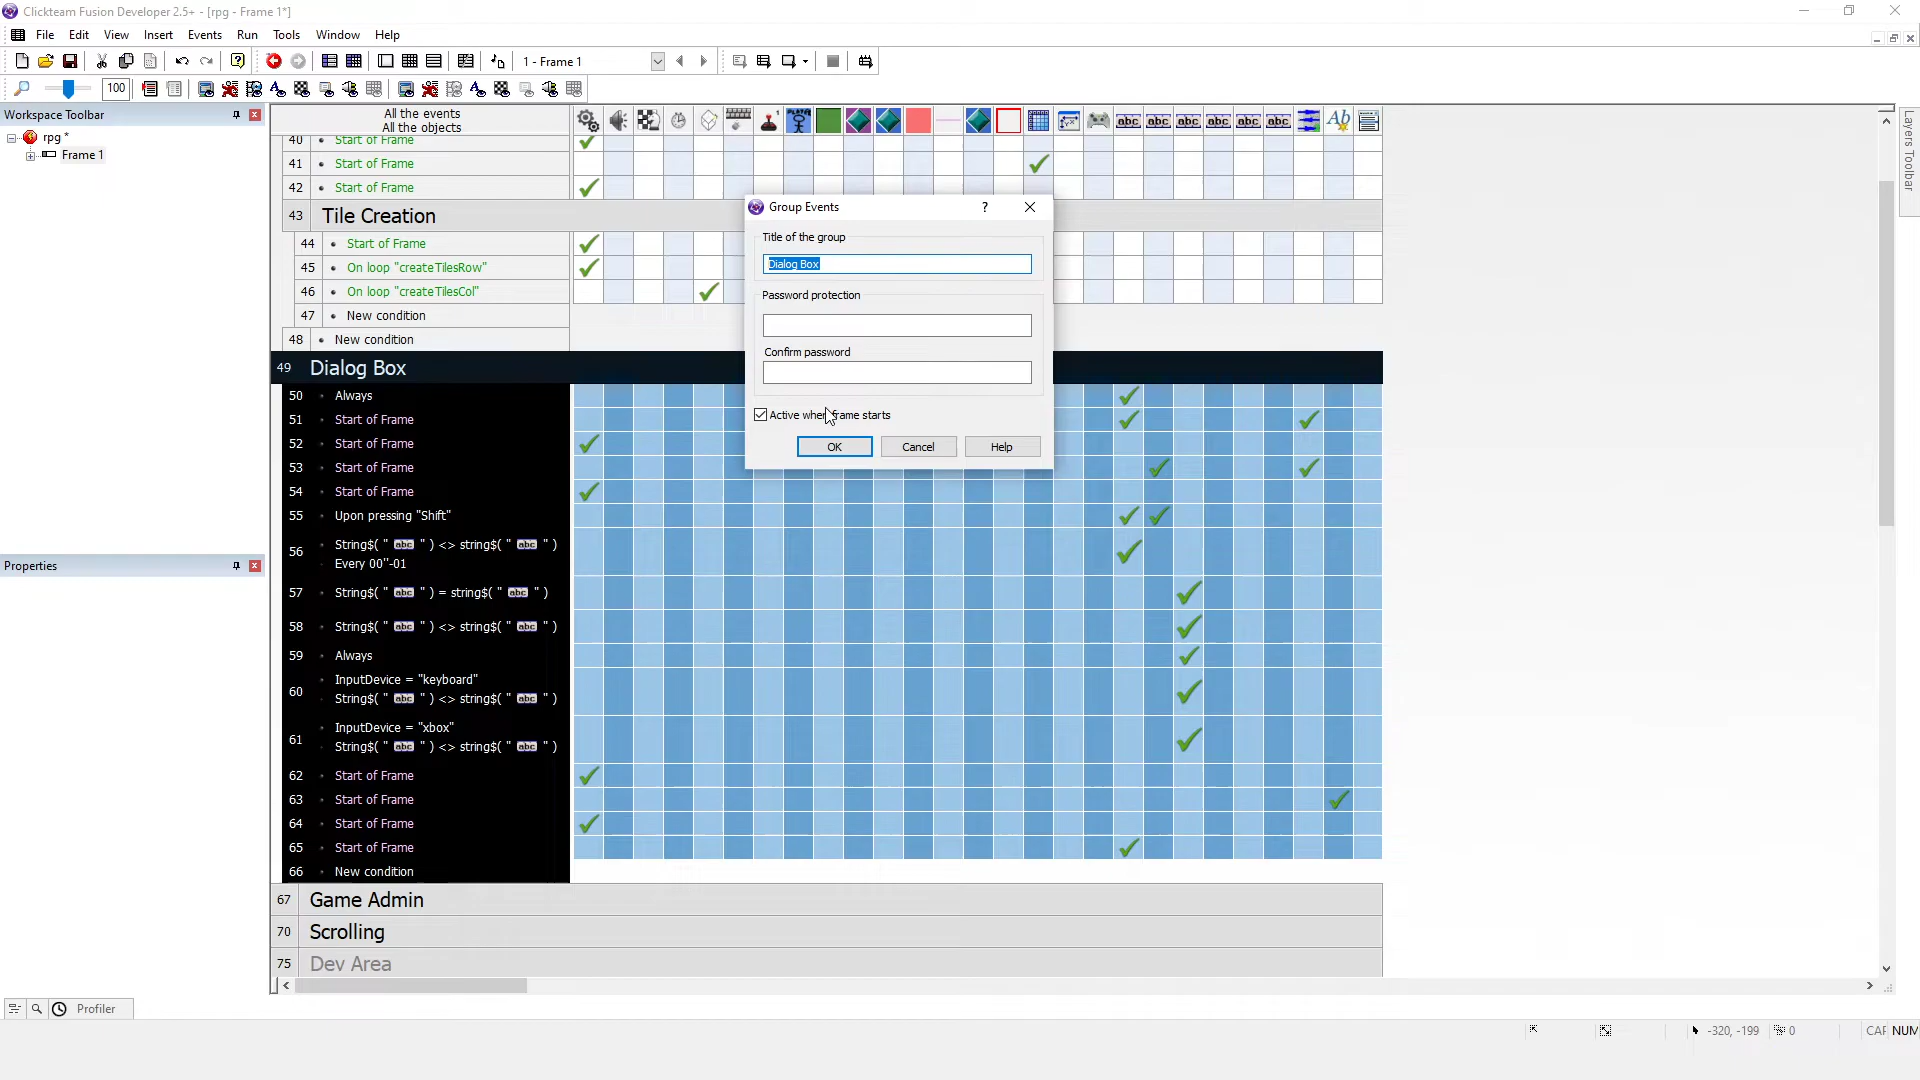 Clickteam Fusion Developer 2.5+ - [rpg - Frame 1*]
File Edit View Insert Events Run Tools Window Help
1 - Frame 1
100
Workspace Toolbar
rpg *
Frame 1
Properties
All the events
All the objects
abc abc abc abc abc abc Ab
Layers Toolbar
40 • Start of Frame
41 • Start of Frame
42 • Start of Frame
43 Tile Creation
44 • Start of Frame
45 • On loop "createTilesRow"
46 • On loop "createTilesCol"
47 • New condition
48 • New condition
49 Dialog Box
50 • Always
51 • Start of Frame
52 • Start of Frame
53 • Start of Frame
54 • Start of Frame
55 • Upon pressing "Shift"
56 • String$( " abc " ) <> string$( " abc " )
Every 00''-01
57 • String$( " abc " ) = string$( " abc " )
58 • String$( " abc " ) <> string$( " abc " )
59 • Always
60 • InputDevice = "keyboard"
String$( " abc " ) <> string$( " abc " )
61 • InputDevice = "xbox"
String$( " abc " ) <> string$( " abc " )
62 • Start of Frame
63 • Start of Frame
64 • Start of Frame
65 • Start of Frame
66 • New condition
67 Game Admin
70 Scrolling
75 Dev Area
Group Events
?
Title of the group
Dialog Box
Password protection
Confirm password
Active when frame starts
OK Cancel Help
Profiler
-320, -199
0
CAP NUM